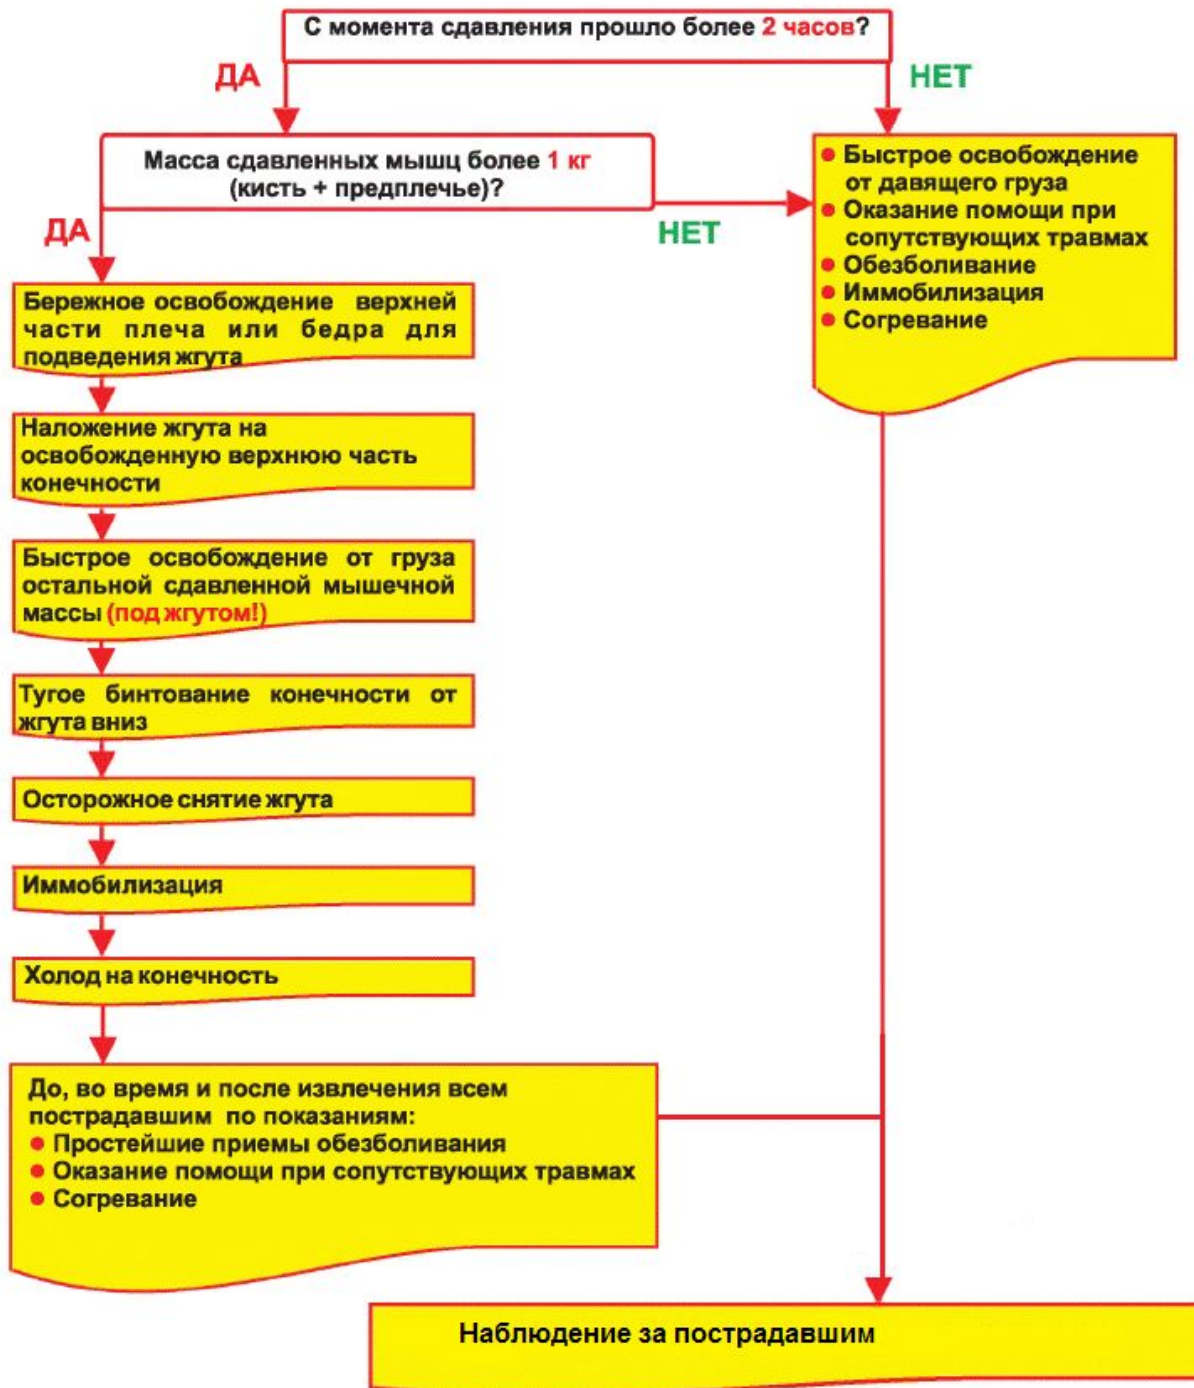 С момента сдавления прошло более 2 часов?
ДА
НЕТ
Масса сдавленных мышц более 1 кг
(кисть + предплечье)?
ДА
НЕТ
• Быстрое освобождение
от давящего груза
• Оказание помощи при
сопутствующих травмах
• Обезболивание
• Иммобилизация
• Согревание
Бережное освобождение верхней
части плеча или бедра для
подведения жгута
Наложение жгута на
освобожденную верхнюю часть
конечности
Быстрое освобождение от груза
остальной сдавленной мышечной
массы (под жгутом!)
Тугое бинтование конечности от
жгута вниз
Осторожное снятие жгута
Иммобилизация
Холод на конечность
До, во время и после извлечения всем
пострадавшим по показаниям:
• Простейшие приемы обезболивания
• Оказание помощи при сопутствующих травмах
• Согревание
Наблюдение за пострадавшим